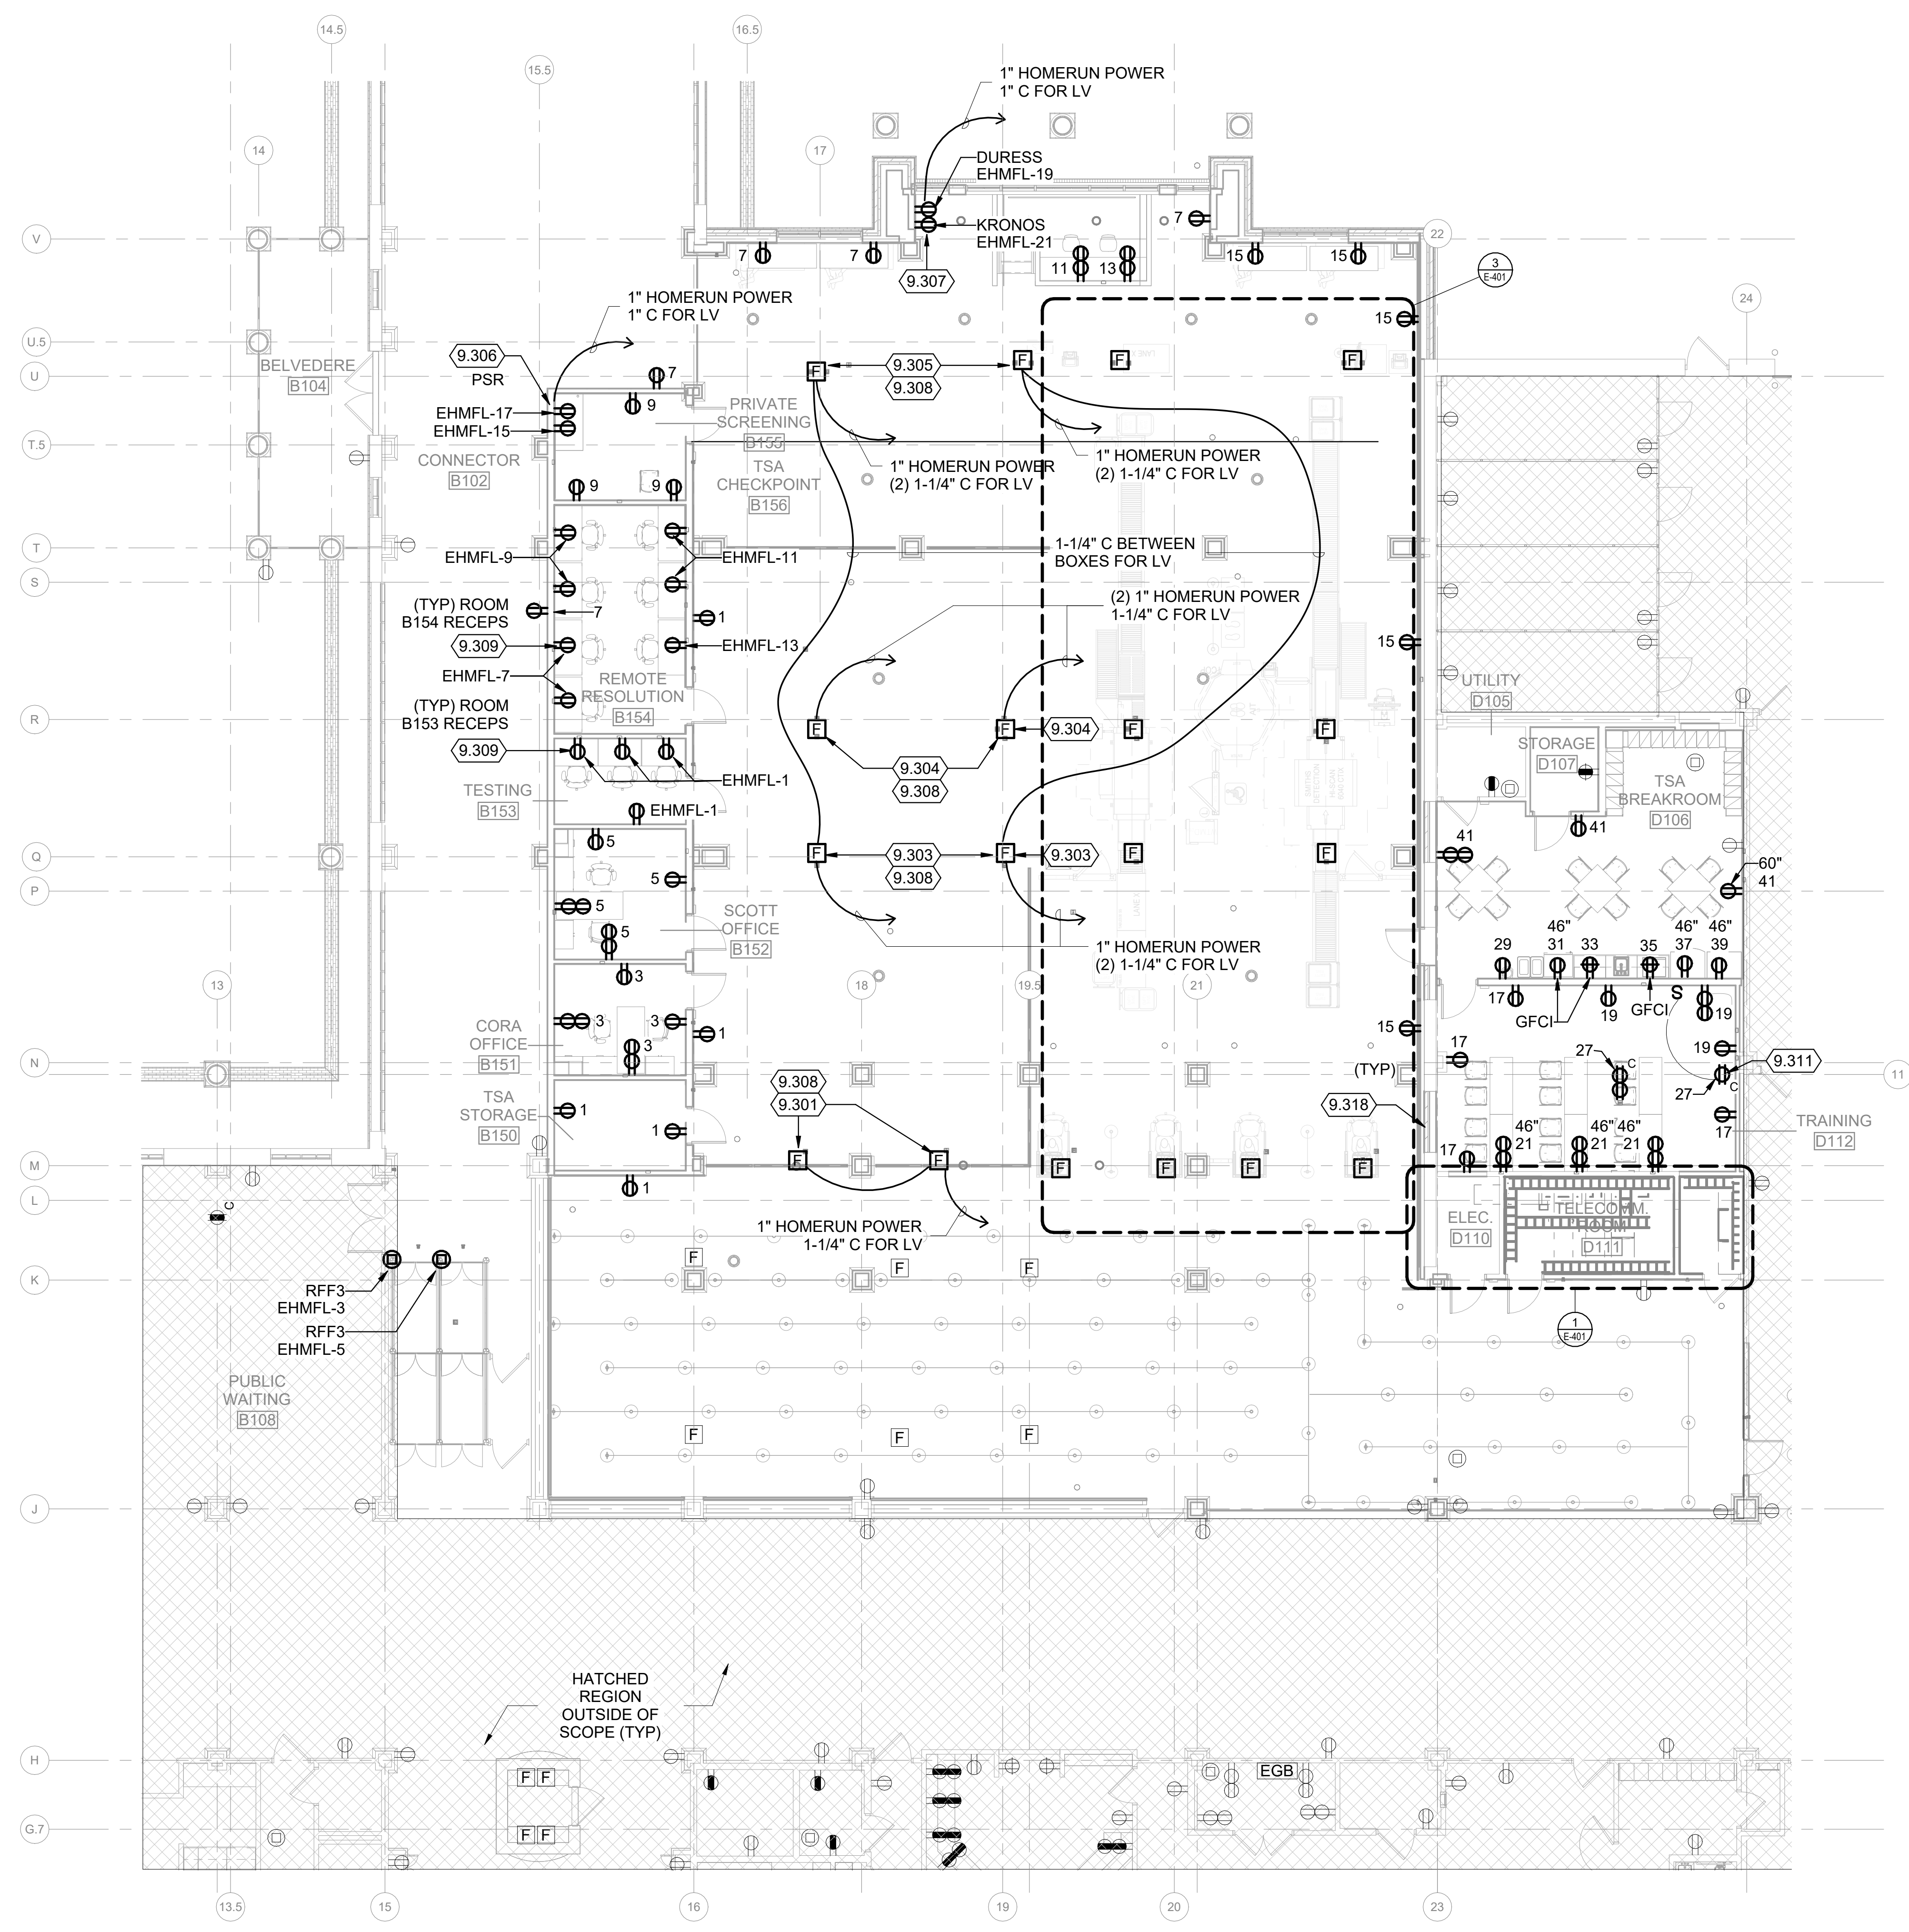 14.5
16.5
15.5
1" HOMERUN POWER
1" C FOR LV
14
17
DURESS
EHMFL-19
KRONOS
EHMFL-21
7
V
22
7
7
11
13
15
15
9.307
3
E-401
24
1" HOMERUN POWER
1" C FOR LV
15
U.5
9.306
PSR
BELVEDERE
B104
U
7
F
9.305
9.308
F
F
F
EHMFL-17
EHMFL-15
9
PRIVATE
SCREENING
B155
T.5
CONNECTOR
B102
TSA
CHECKPOINT
B156
1" HOMERUN POWER
(2) 1-1/4" C FOR LV
1" HOMERUN POWER
(2) 1-1/4" C FOR LV
9
9
T
EHMFL-9
EHMFL-11
1-1/4" C BETWEEN
BOXES FOR LV
S
(TYP) ROOM
B154 RECEPS
7
1
(2) 1" HOMERUN POWER
1-1/4" C FOR LV
9.309
EHMFL-13
15
EHMFL-7
REMOTE
RESOLUTION
B154
UTILITY
D105
(TYP) ROOM
B153 RECEPS
R
F
F
9.304
F
F
9.309
9.304
9.308
STORAGE
D107
TSA
BREAKROOM
D106
EHMFL-1
SMITHS
DETECTION
TESTING
B153
EHMFL-1
5
41
41
Q
F
9.303
9.308
F
9.303
F
F
60"
41
P
5
5
LANE X
SCOTT
OFFICE
B152
5
1" HOMERUN POWER
(2) 1-1/4" C FOR LV
29
46"
31
33
35
46"
37
46"
39
13
3
18
19.5
21
17
GFCI
19
GFCI
S
19
CORA
OFFICE
B151
3
3
3
1
15
17
27
C
19
9.311
N
(TYP)
27
C
11
TSA
STORAGE
B150
1
1
9.308
9.301
9.318
17
TRAINING
D112
46"
21
46"
21
46"
21
17
M
F
F
F
F
F
F
1
L
C
1" HOMERUN POWER
1-1/4" C FOR LV
ELEC.
D110
TELECOMM.
ROOM
D111
F
F
F
K
RFF3
EHMFL-3
RFF3
EHMFL-5
1
E-401
PUBLIC
WAITING
B108
F
F
F
J
HATCHED
REGION
OUTSIDE OF
SCOPE (TYP)
H
F F
EGB
G.7
F F
13.5
15
16
19
20
23